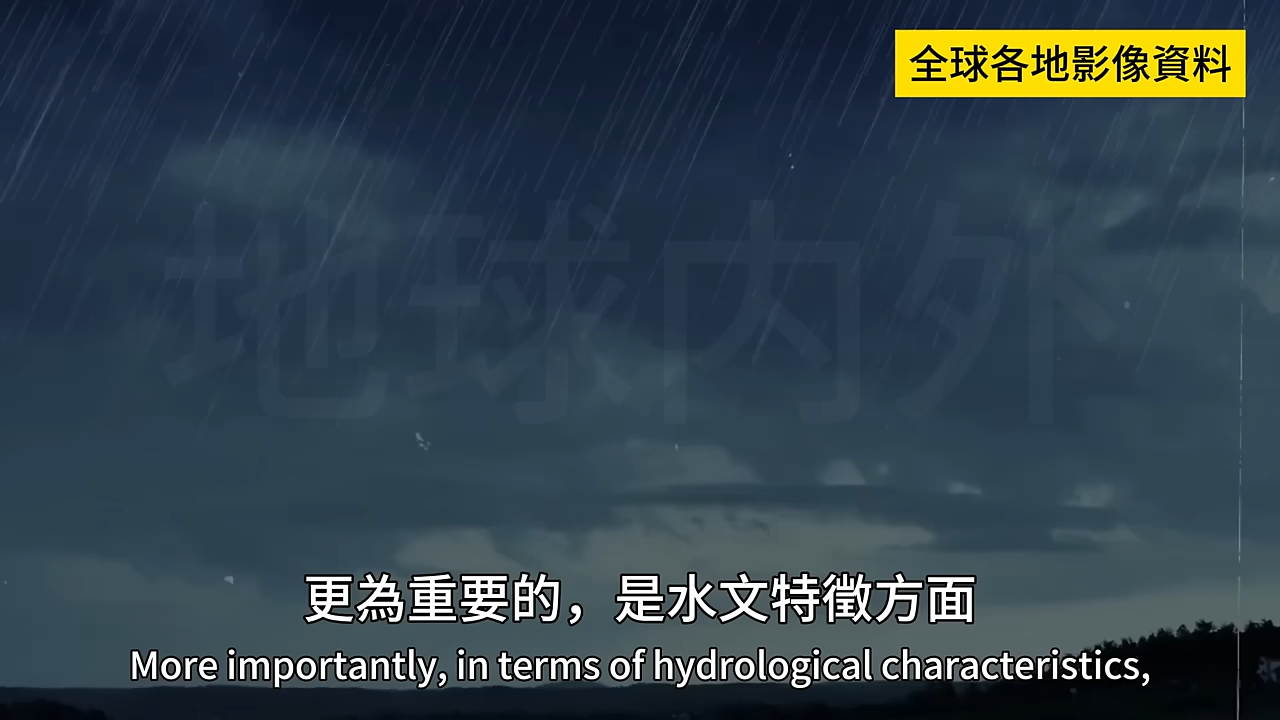 全球各地影像資料
地球内外
更為重要的，是水文特徵方面
More importantly, in terms of hydrological characteristics,